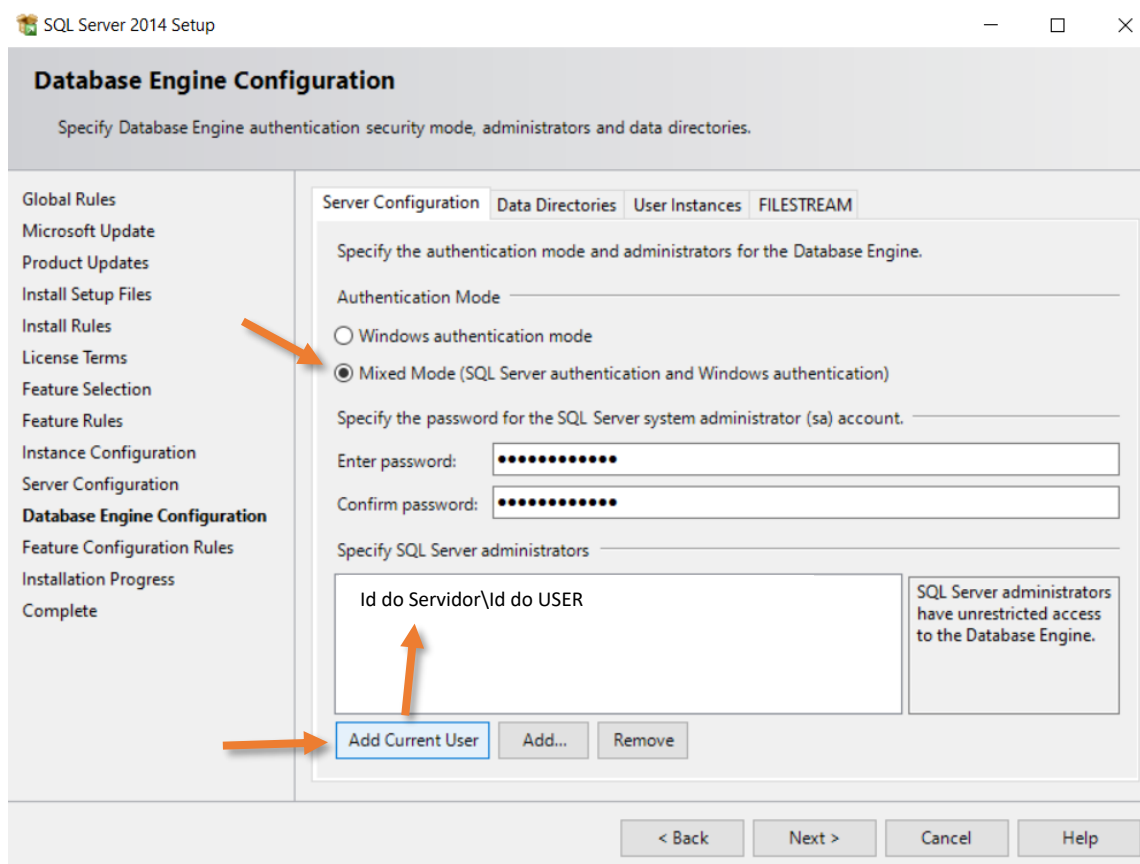 SQL Server 2014 Setup
Database Engine Configuration
Specify Database Engine authentication security mode, administrators and data directories.
Global Rules
Microsoft Update
Product Updates
Install Setup Files
Install Rules
License Terms
Feature Selection
Feature Rules
Instance Configuration
Server Configuration
Database Engine Configuration
Feature Configuration Rules
Installation Progress
Complete
Server Configuration Data Directories User Instances FILESTREAM
Specify the authentication mode and administrators for the Database Engine.
Authentication Mode
Windows authentication mode
Mixed Mode (SQL Server authentication and Windows authentication)
Specify the password for the SQL Server system administrator (sa) account.
Enter password: ●●●●●●●●●●●●
Confirm password: ●●●●●●●●●●●●
Specify SQL Server administrators
Id do Servidor\Id do USER
SQL Server administrators
have unrestricted access
to the Database Engine.
Add Current User Add... Remove
< Back Next > Cancel Help